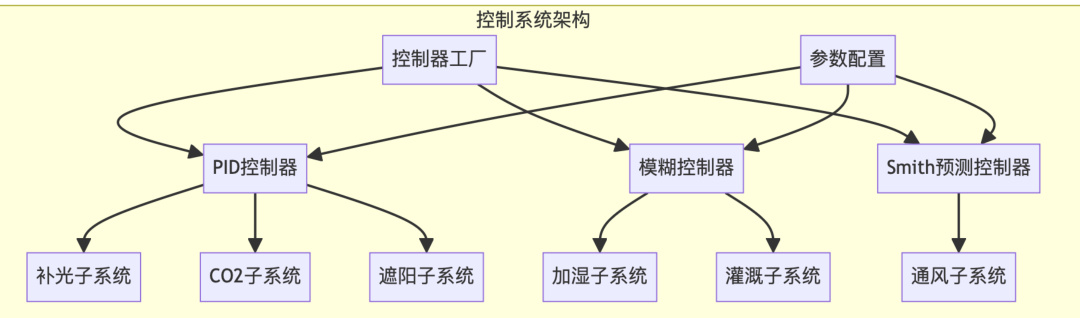 控制系统架构
控制器工厂
参数配置
PID控制器
模糊控制器
Smith预测控制器
补光子系统
CO2子系统
遮阳子系统
加湿子系统
灌溉子系统
通风子系统